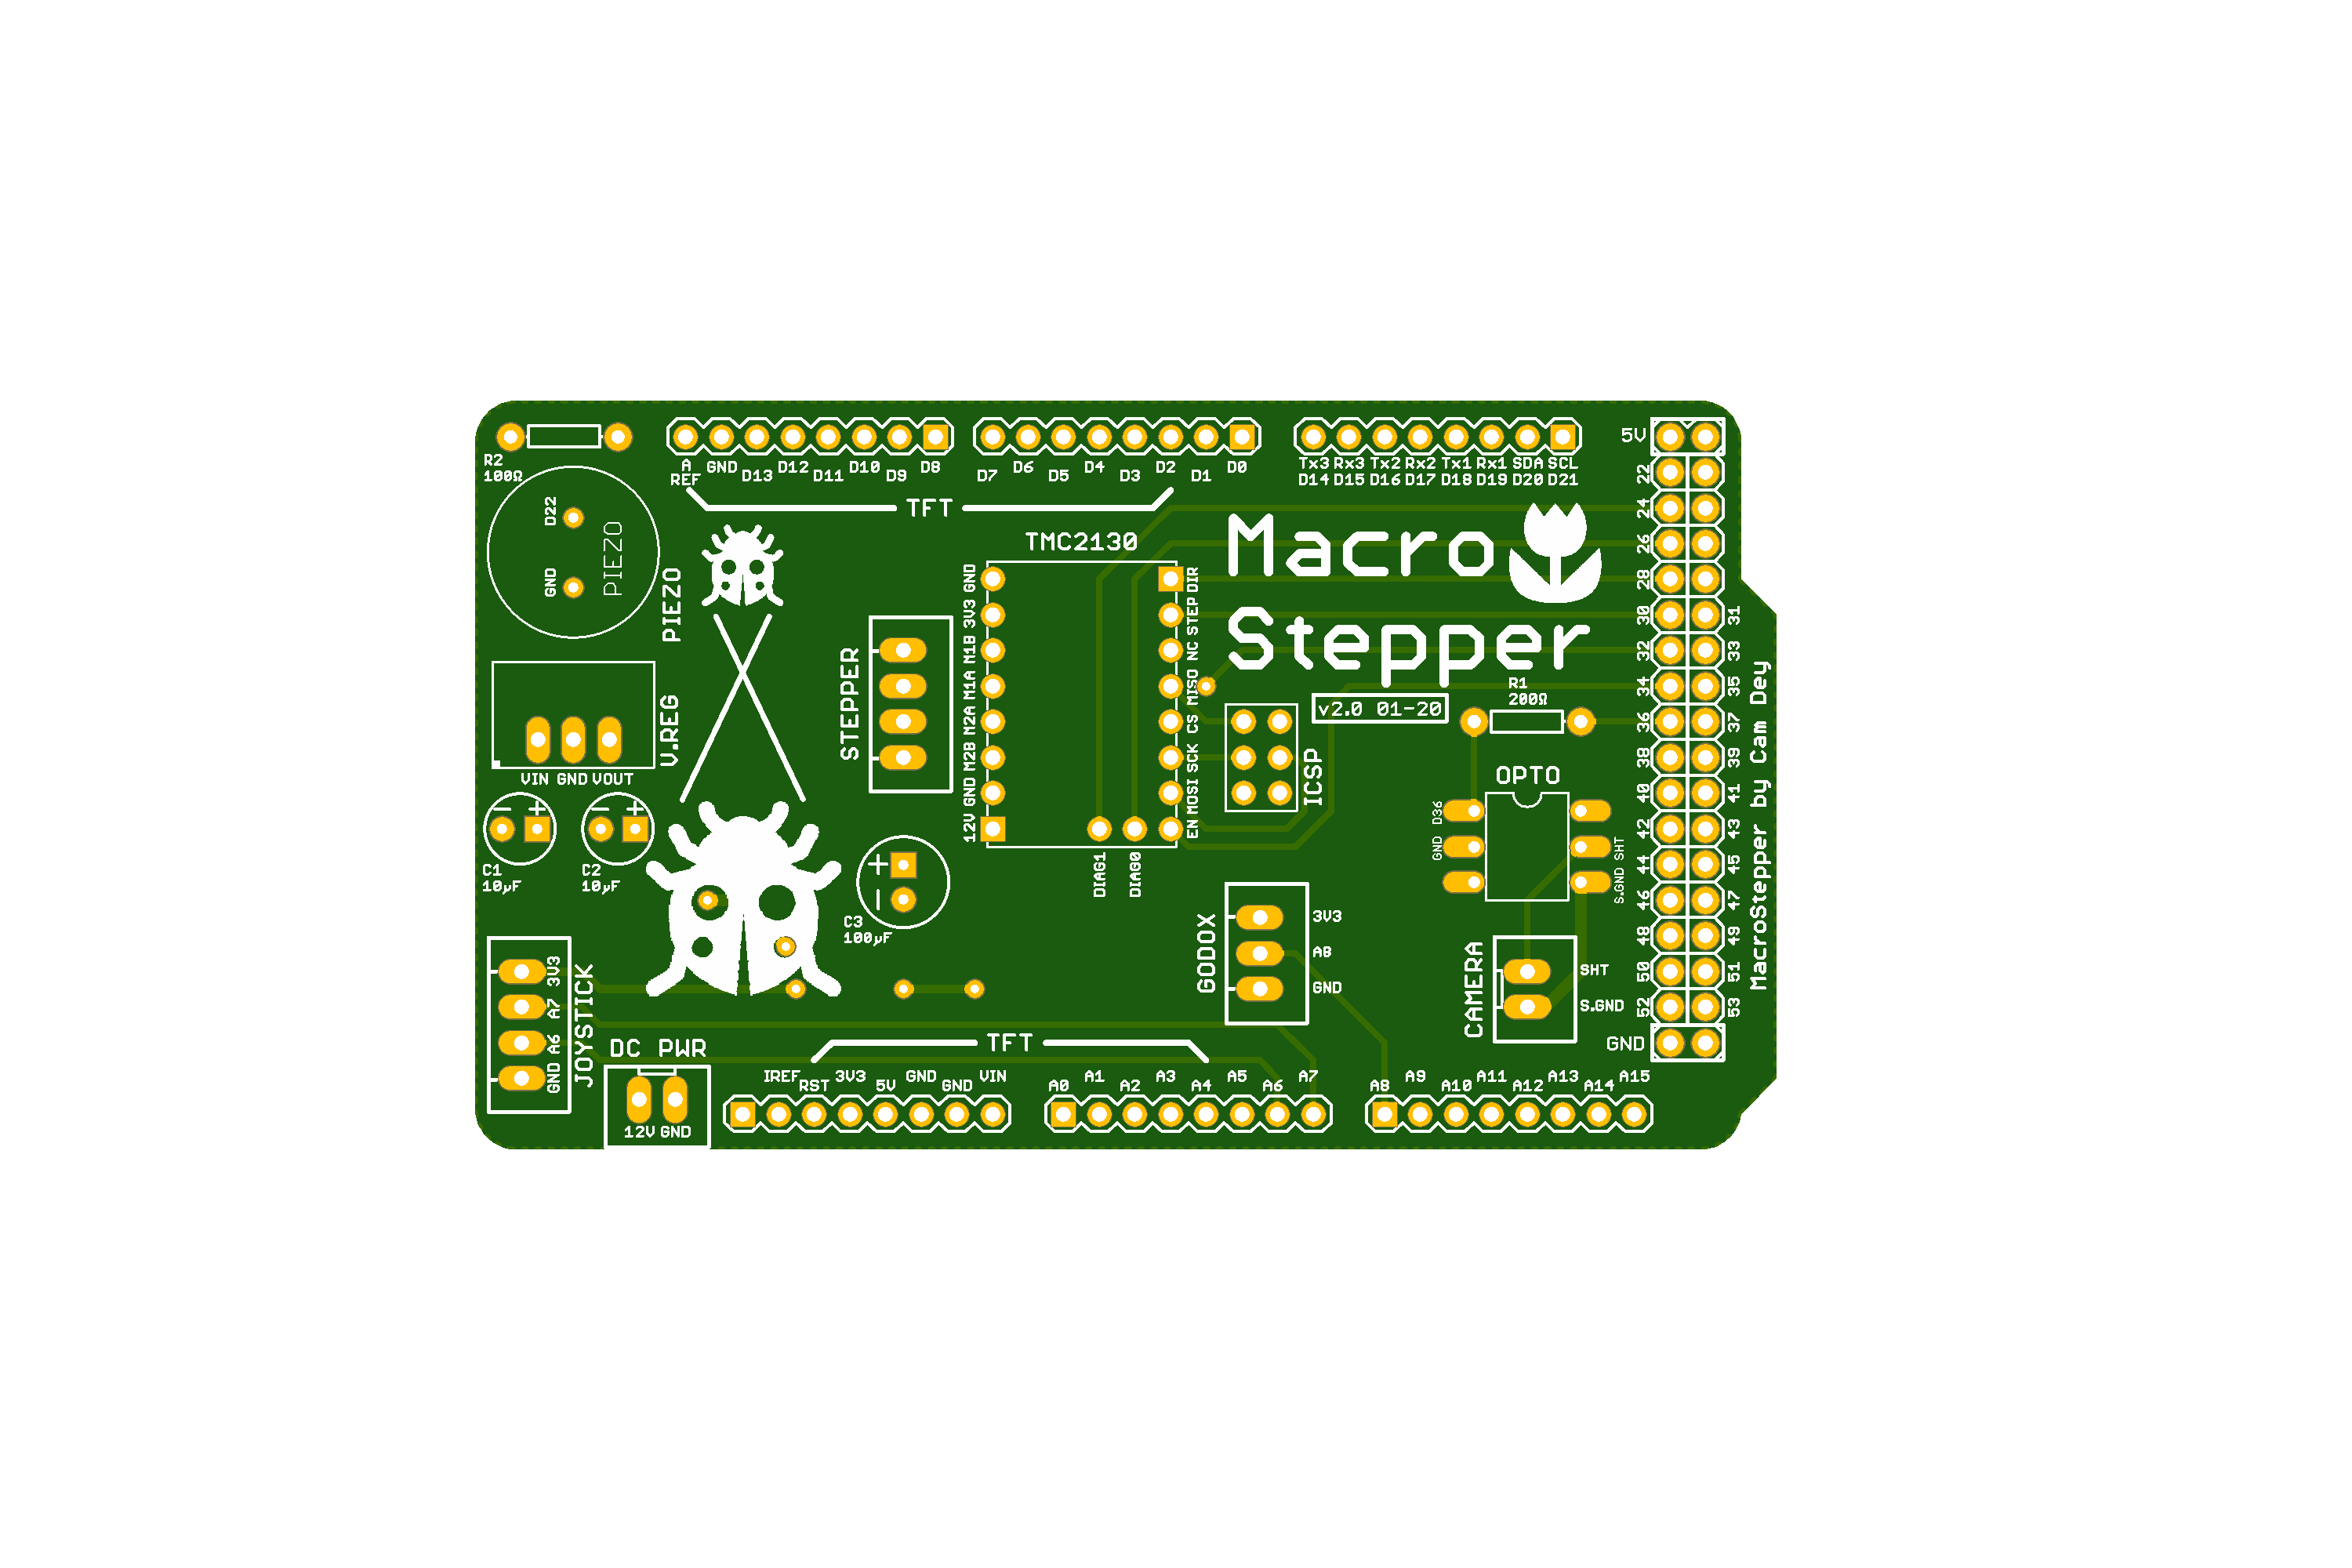 R2
100Ω
A
REF
GND
D13
D12
D11
D10
D9
D8
D7
D6
D5
D4
D3
D2
D1
D0
Tx3 Rx3 Tx2 Rx2 Tx1 Rx1 SDA SCL
D14 D15 D16 D17 D18 D19 D20 D21
5V
TFT
D22
GND
PIEZO
PIEZO
TMC2130
Macro
Stepper
v2.0 01-20
GND
3V3
M1B
M1A
M2A
M2B
GND
12V
DIR
STEP
NC
MISO
CS
SCK
MOSI
EN
DIAG1
DIAG0
STEPPER
V.REG
VIN GND VOUT
C1
10µF
C2
10µF
C3
100µF
ICSP
R1
200Ω
OPTO
D36
GND
SHT
S.GND
22
24
26
28
30
32
34
36
38
40
42
44
46
48
50
52
31
33
35
37
39
41
43
45
47
49
51
53
GND
MacroStepper by Cam Dey
GODOX
3V3
A8
GND
CAMERA
SHT
S.GND
JOYSTICK
3V3
A7
A6
GND
DC PWR
12V GND
TFT
IREF
RST
3V3
5V
GND
GND
VIN
A0
A1
A2
A3
A4
A5
A6
A7
A8
A9
A10
A11
A12
A13
A14
A15